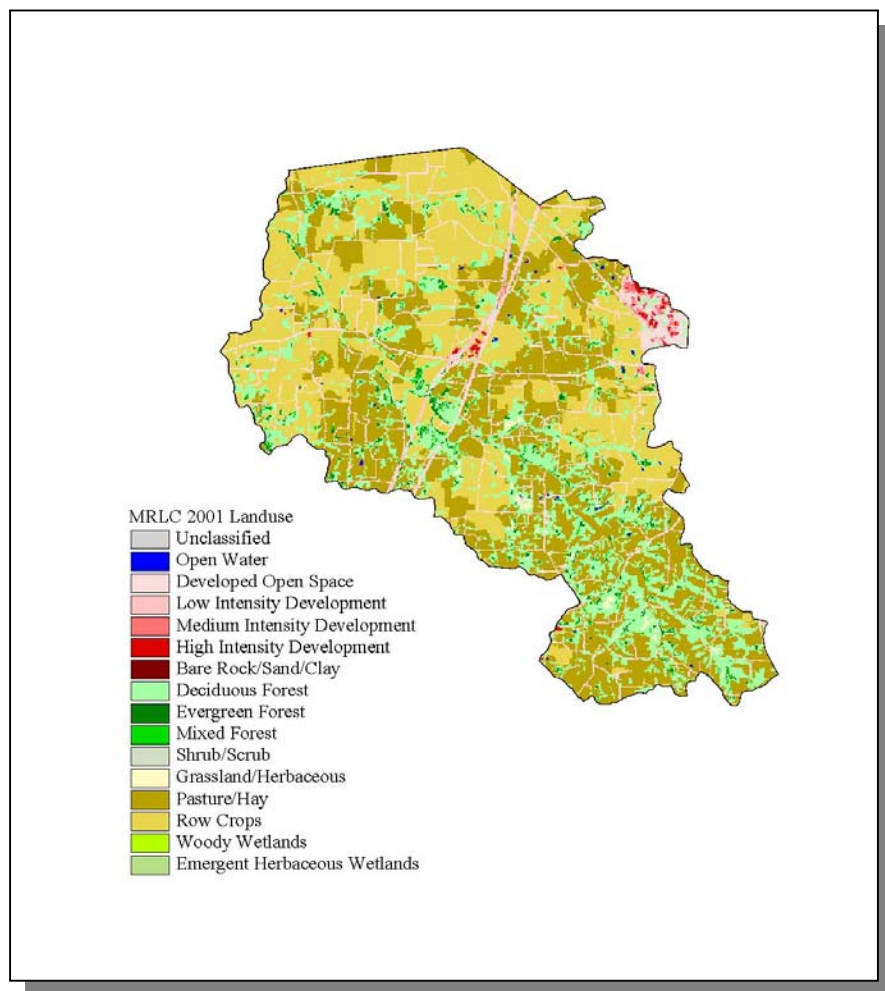 MRLC 2001 Landuse
Unclassified
Open Water
Developed Open Space
Low Intensity Development
Medium Intensity Development
High Intensity Development
Bare Rock/Sand/Clay
Deciduous Forest
Evergreen Forest
Mixed Forest
Shrub/Scrub
Grassland/Herbaceous
Pasture/Hay
Row Crops
Woody Wetlands
Emergent Herbaceous Wetlands